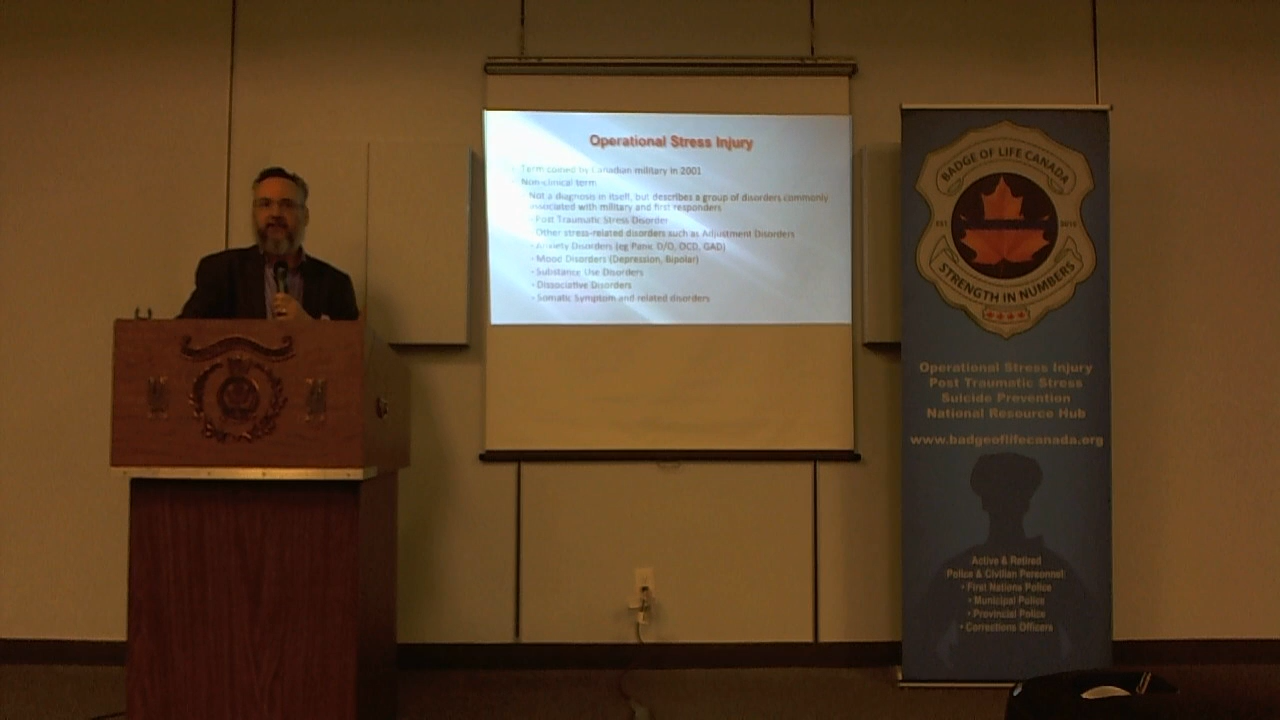 Operational Stress Injury
Term coined by Canadian military in 2001
Non-clinical term
Not a diagnosis in itself, but describes a group of disorders commonly
associated with military and first responders
- Post Traumatic Stress Disorder
- Other stress-related disorders such as Adjustment Disorders
- Anxiety Disorders (eg Panic D/O, OCD, GAD)
- Mood Disorders (Depression, Bipolar)
- Substance Use Disorders
- Dissociative Disorders
- Somatic Symptom and related disorders
BADGE OF LIFE CANADA
EST.
STRENGTH IN NUMBERS
Operational Stress Injury
Post Traumatic Stress
Suicide Prevention
National Resource Hub
www.badgeoflifecanada.org
Active & Retired
Police & Civilian Personnel
• First Nations Police
• Municipal Police
• Provincial Police
• Corrections Officers